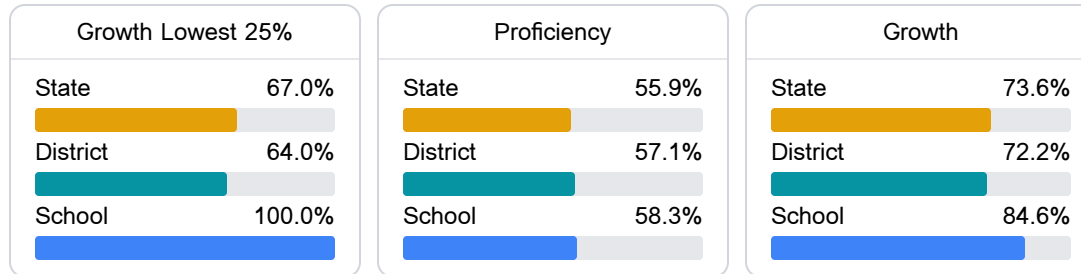 Growth Lowest 25%
State 67.0%
District 64.0%
School 100.0%
Proficiency
State 55.9%
District 57.1%
School 58.3%
Growth
State 73.6%
District 72.2%
School 84.6%